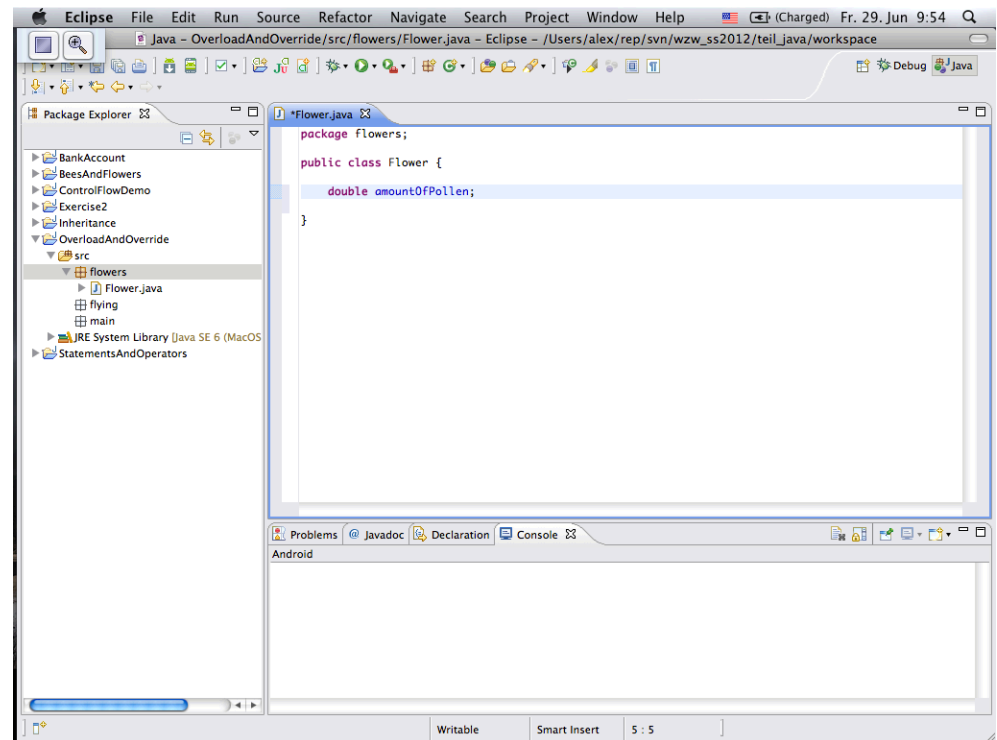 Eclipse File Edit Run Source Refactor Navigate Search Project Window Help (Charged) Fr. 29. Jun 9:54
Java – OverloadAndOverride/src/flowers/Flower.java – Eclipse – /Users/alex/rep/svn/wzw_ss2012/teil_java/workspace
Debug Java
Package Explorer
BankAccount
BeesAndFlowers
ControlFlowDemo
Exercise2
Inheritance
OverloadAndOverride
src
flowers
Flower.java
flying
main
JRE System Library [Java SE 6 (MacOS
StatementsAndOperators
*Flower.java
package flowers;
public class Flower {
double amountOfPollen;
}
Problems @ Javadoc Declaration Console
Android
Writable Smart Insert 5 : 5